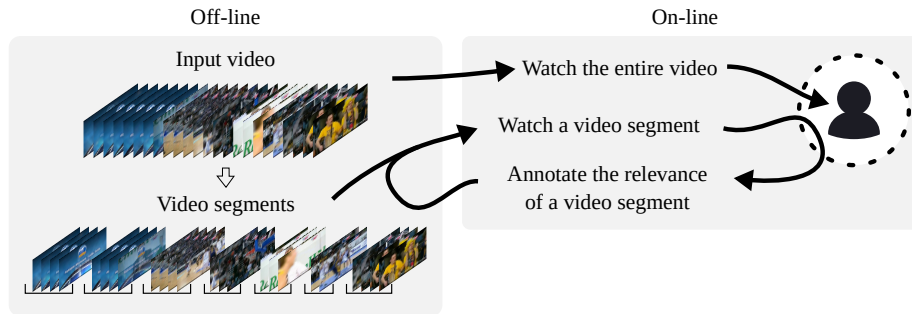 Off-line
On-line
Input video
Watch the entire video
Watch a video segment
Annotate the relevance
of a video segment
Video segments